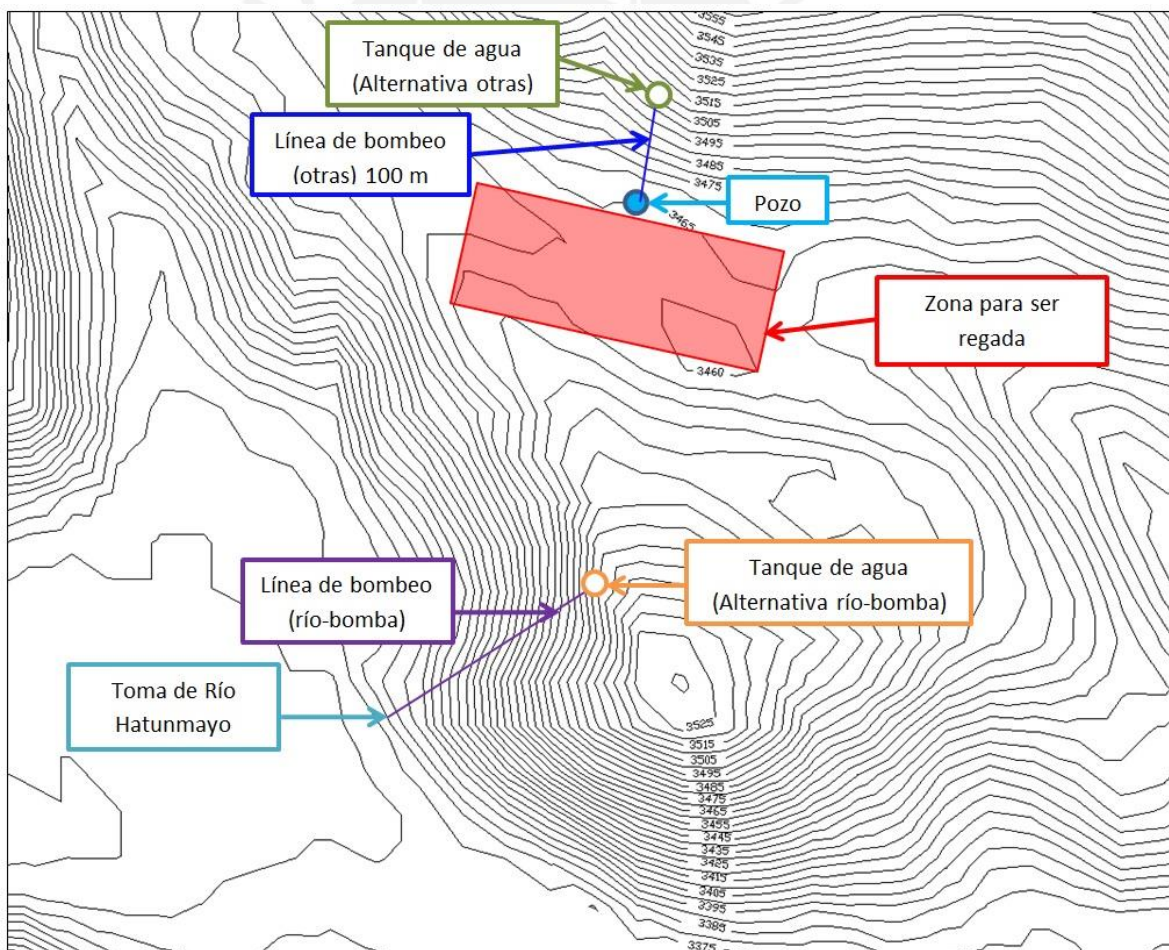 3555
3545
3535
3525
3515
3505
3495
3485
3475
3465
Tanque de agua
(Alternativa otras)
Línea de bombeo
(otras) 100 m
Pozo
Zona para ser
regada
3460
Línea de bombeo
(río-bomba)
Tanque de agua
(Alternativa río-bomba)
Toma de Río
Hatunmayo
3525
3515
3505
3495
3485
3475
3465
3455
3445
3435
3425
3415
3405
3395
3385
3375